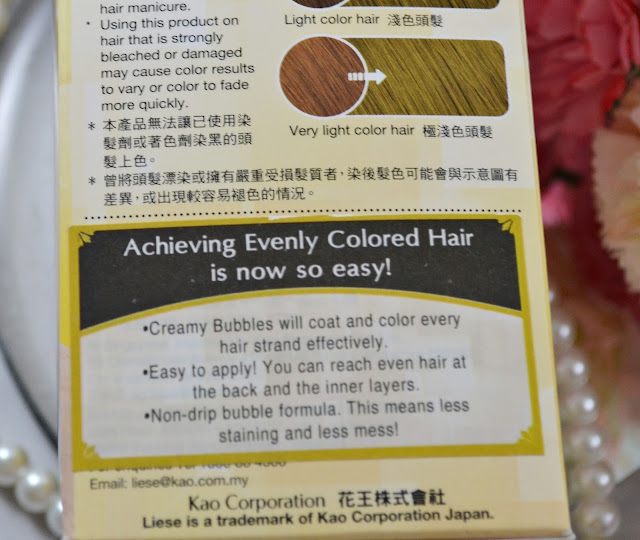 hair manicure.
• Using this product on
hair that is strongly
bleached or damaged
may cause color results
to vary or color to fade
more quickly.
* 本產品無法讓已使用染
髮劑或著色劑染黑的頭
髮上色。
* 曾將頭髮漂染或擁有嚴重受損髮質者，染後髮色可能會與示意圖有
差異，或出現較容易褪色的情況。
Light color hair 淺色頭髮
Very light color hair 極淺色頭髮
Achieving Evenly Colored Hair
is now so easy!
•Creamy Bubbles will coat and color every
hair strand effectively.
•Easy to apply! You can reach even hair at
the back and the inner layers.
•Non-drip bubble formula. This means less
staining and less mess!
Email: liese@kao.com.my
Kao Corporation 花王株式會社
Liese is a trademark of Kao Corporation Japan.